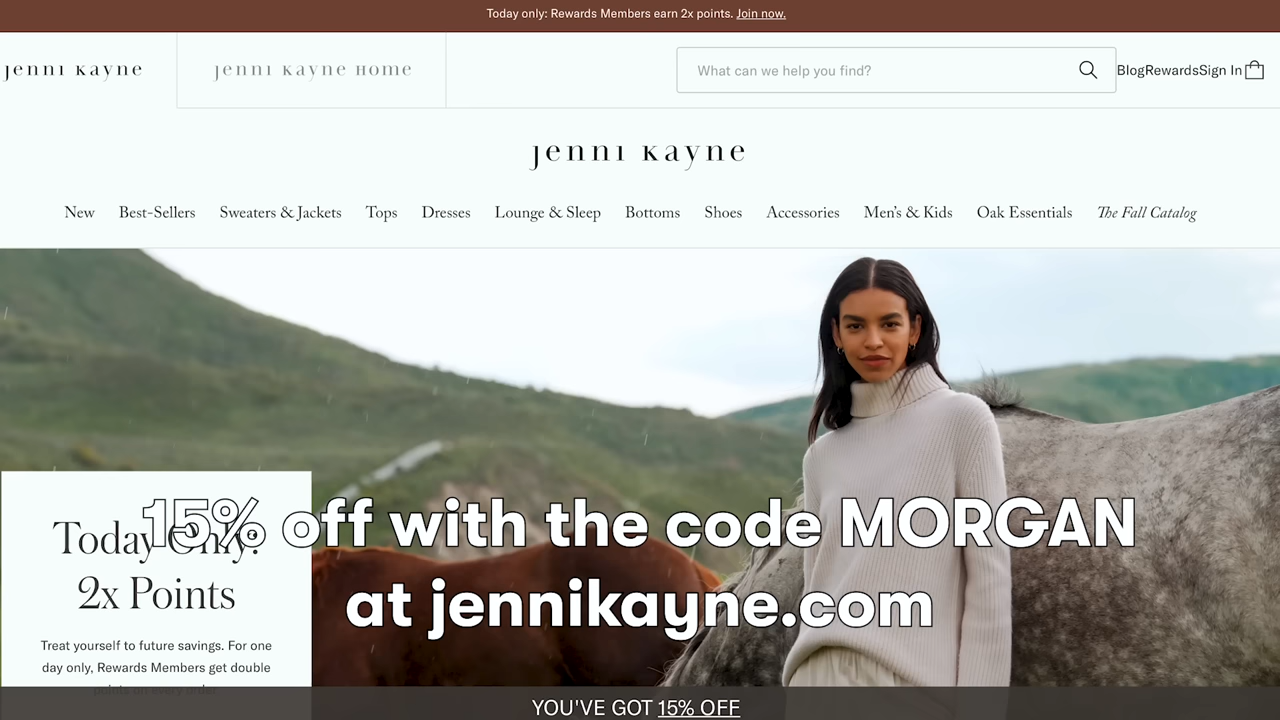 Today only: Rewards Members earn 2x points. Join now.
jenni kayne
jenni kayne Home
What can we help you find?
Blog
Rewards
Sign In
jenni kayne
New
Best-Sellers
Sweaters & Jackets
Tops
Dresses
Lounge & Sleep
Bottoms
Shoes
Accessories
Men's & Kids
Oak Essentials
The Fall Catalog
Today Only:
2x Points
Treat yourself to future savings. For one
day only, Rewards Members get double
points on every order.
15% off with the code MORGAN
at jennikayne.com
YOU'VE GOT 15% OFF